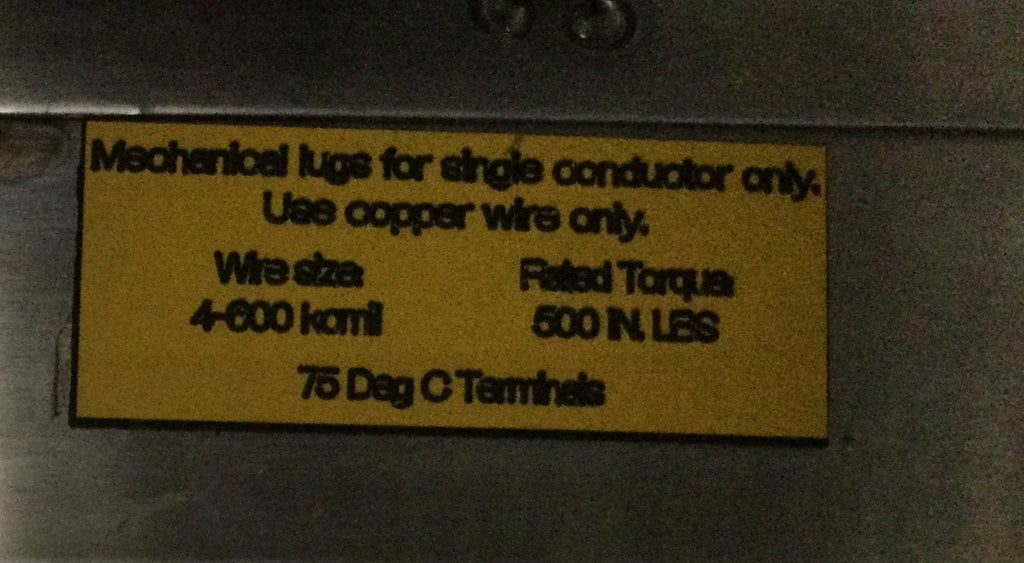 Mechanical lugs for single conductor only.
Use copper wire only.
Wire size Rated Torque
4-600 kcmil 500 IN. LBS
75 Deg C Terminals